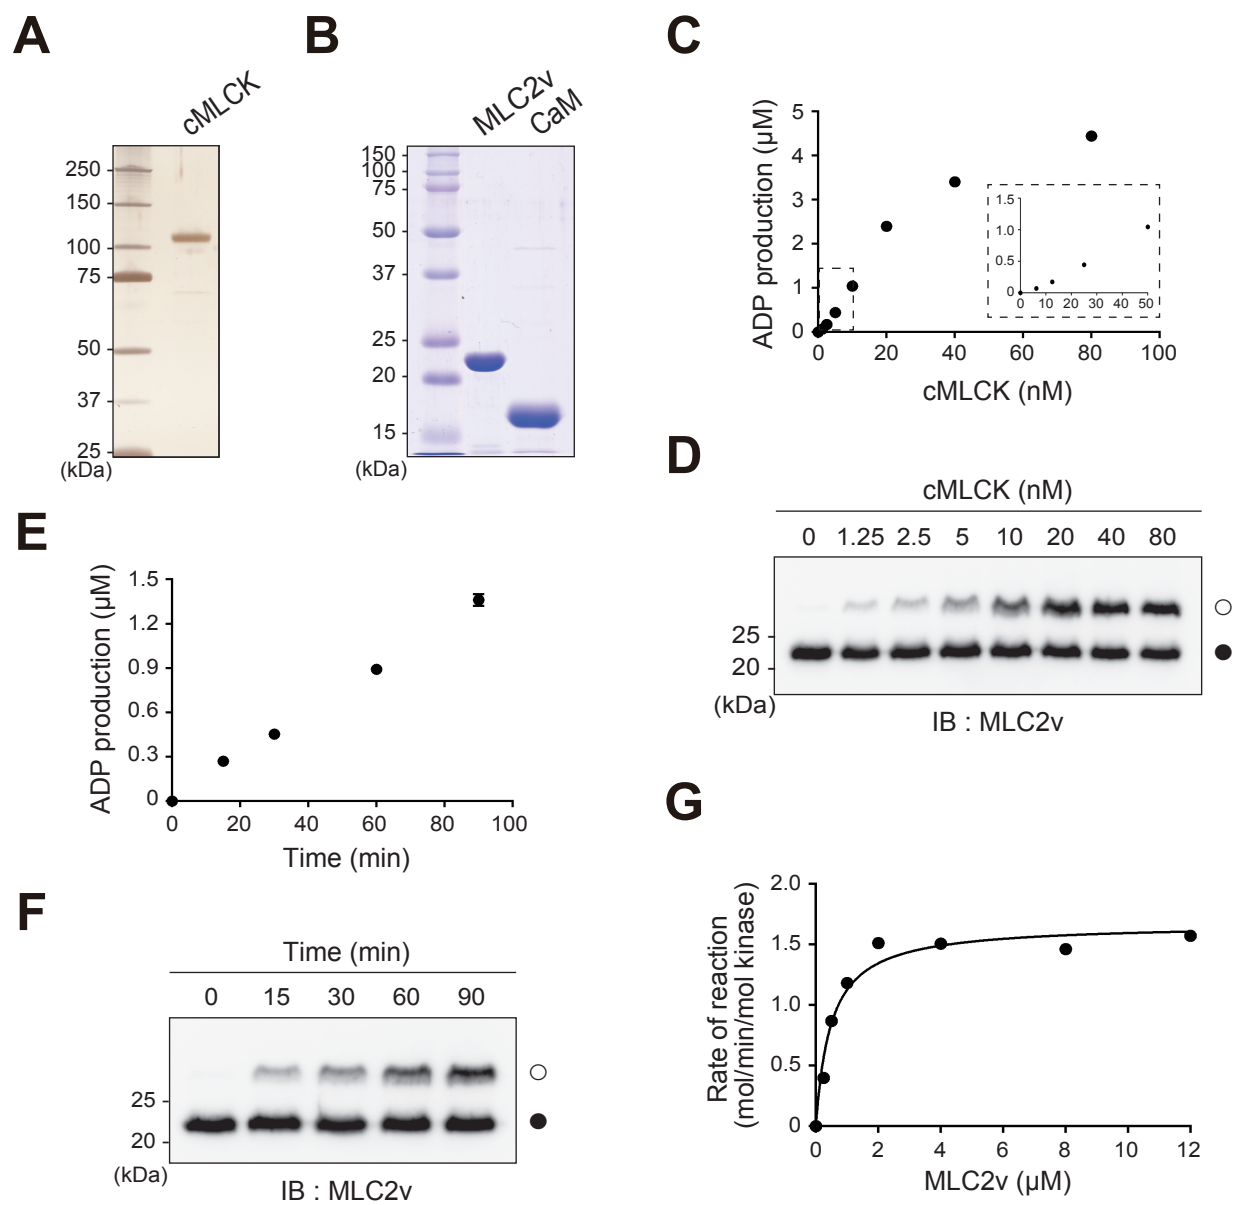 A
cMLCK
250
150
100
75
50
37
25
(kDa)
B
MLC2v
CaM
150
100
75
50
37
25
20
15
(kDa)
C
ADP production (µM)
5
4
3
2
1
0
0 20 40 60 80 100
cMLCK (nM)
1.5
1.0
0.5
0
0 10 20 30 40 50
D
cMLCK (nM)
0 1.25 2.5 5 10 20 40 80
25
20
(kDa)
IB : MLC2v
E
ADP production (µM)
1.5
1.2
0.9
0.6
0.3
0
0 20 40 60 80 100
Time (min)
F
Time (min)
0 15 30 60 90
25
20
(kDa)
IB : MLC2v
G
Rate of reaction
(mol/min/mol kinase)
2.0
1.5
1.0
0.5
0
0 2 4 6 8 10 12
MLC2v (µM)